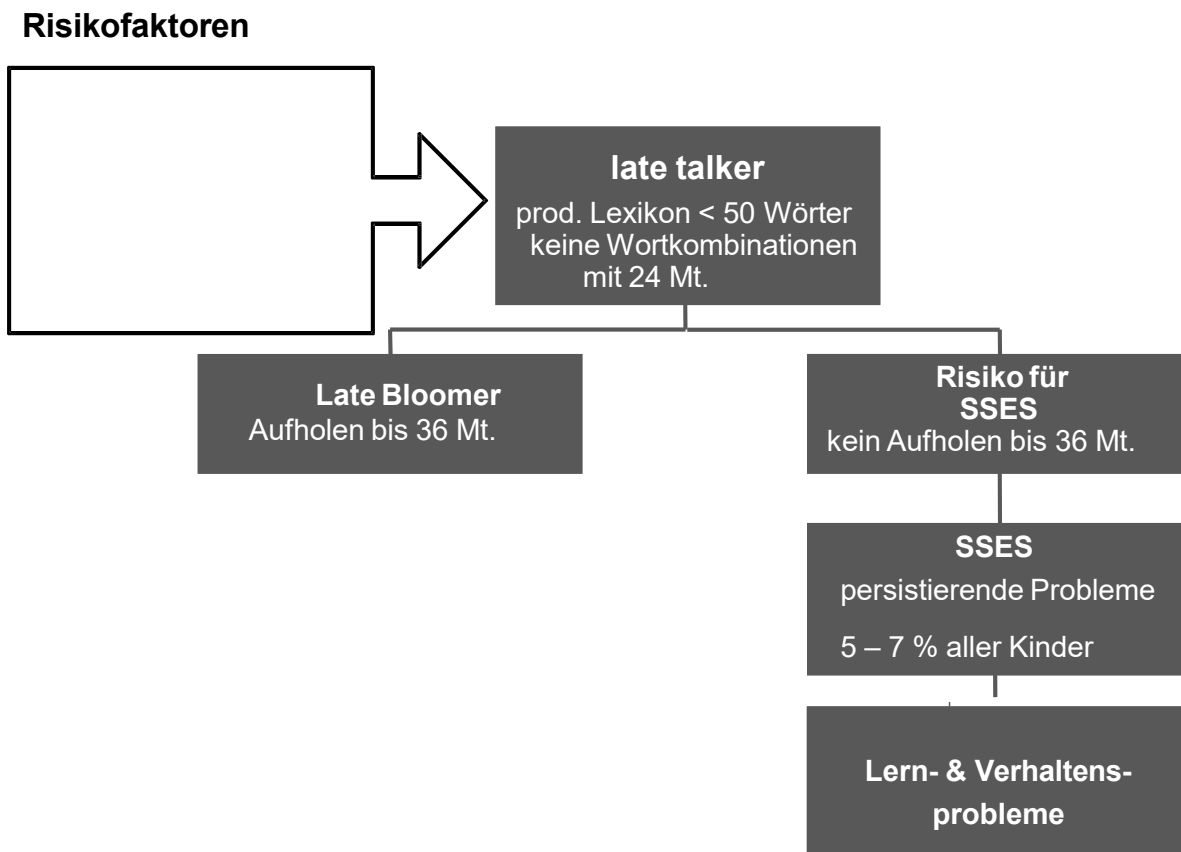 Risikofaktoren
late talker
prod. Lexikon < 50 Wörter
keine Wortkombinationen
mit 24 Mt.
Late Bloomer
Aufholen bis 36 Mt.
Risiko für
SSES
kein Aufholen bis 36 Mt.
SSES
persistierende Probleme
5 – 7 % aller Kinder
Lern- & Verhaltens-
probleme